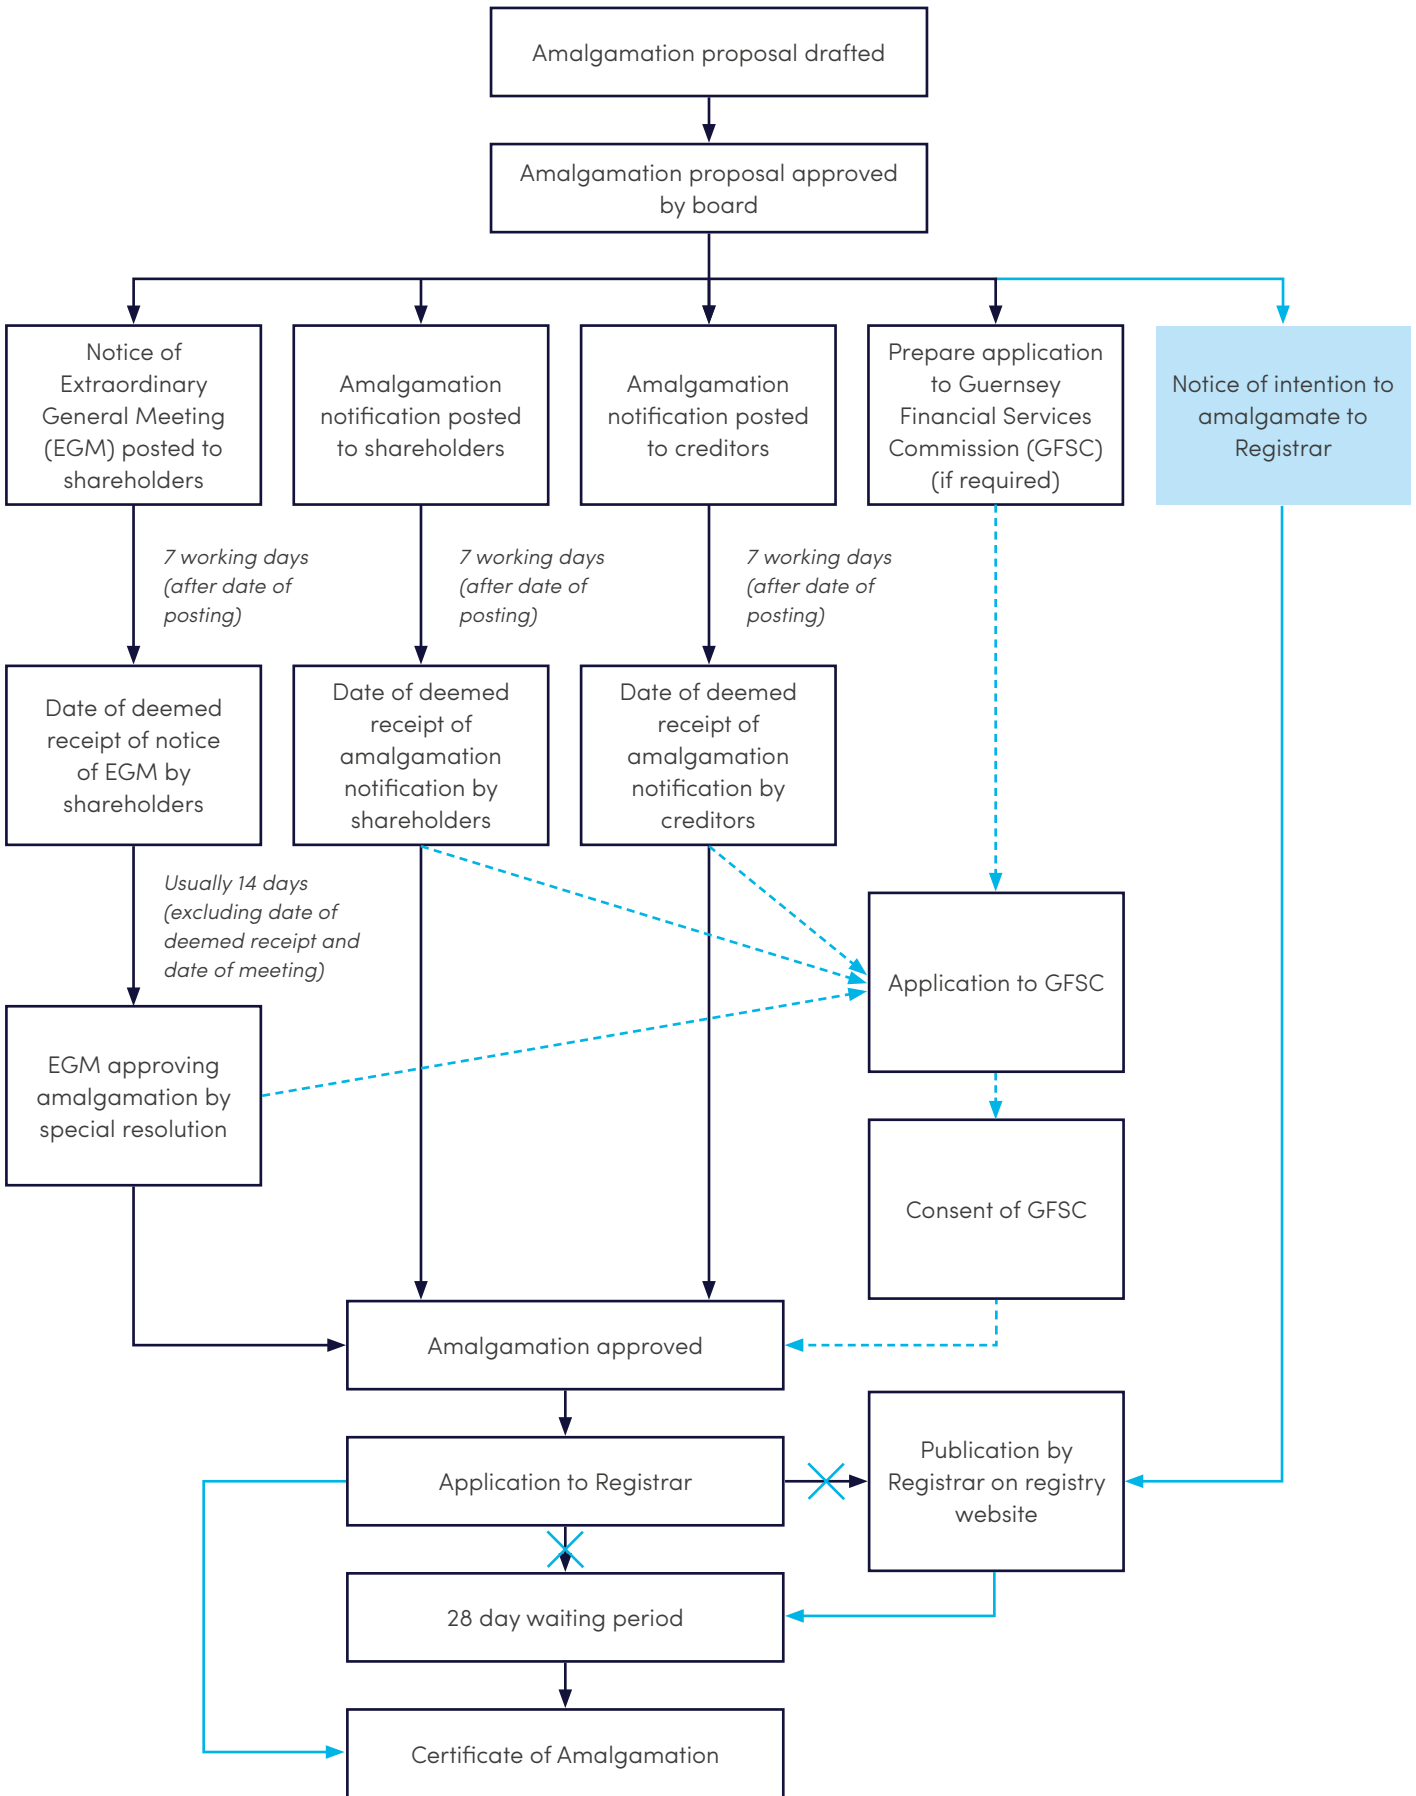 Amalgamation proposal drafted
Amalgamation proposal approved
by board
Notice of
Extraordinary
General Meeting
(EGM) posted to
shareholders
Amalgamation
notification posted
to shareholders
Amalgamation
notification posted
to creditors
Prepare application
to Guernsey
Financial Services
Commission (GFSC)
(if required)
Notice of intention to
amalgamate to
Registrar
7 working days
(after date of
posting)
7 working days
(after date of
posting)
7 working days
(after date of
posting)
Date of deemed
receipt of notice
of EGM by
shareholders
Date of deemed
receipt of
amalgamation
notification by
shareholders
Date of deemed
receipt of
amalgamation
notification by
creditors
Usually 14 days
(excluding date of
deemed receipt and
date of meeting)
Application to GFSC
EGM approving
amalgamation by
special resolution
Consent of GFSC
Amalgamation approved
Application to Registrar
Publication by
Registrar on registry
website
28 day waiting period
Certificate of Amalgamation